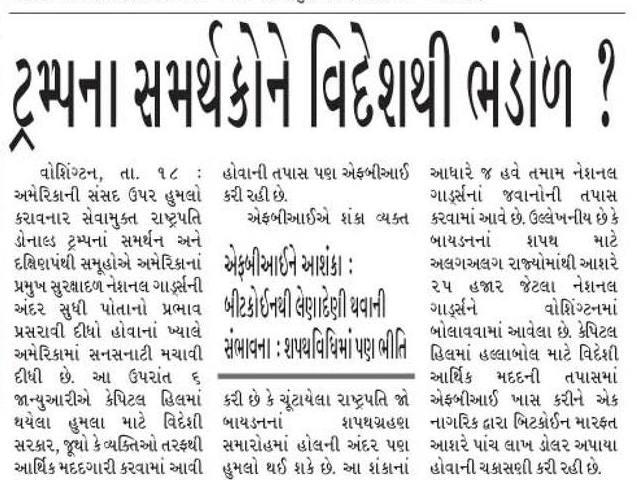 ટ્રમ્પના સમર્થકોને વિદેશથી ભંડોળ ?
વોશિંગ્ટન, તા. ૧૮ :
અમેરિકાની સંસદ ઉપર હુમલો
કરાવનાર સેવામુક્ત રાષ્ટ્રપતિ
ડોનાલ્ડ ટ્રમ્પનાં સમર્થન અને
દક્ષિણપંથી સમૂહોએ અમેરિકાનાં
પ્રમુખ સુરક્ષાદળ નેશનલ ગાર્ડ્સની
અંદર સુધી પોતાનો પ્રભાવ
પ્રસરાવી દીધો હોવાનાં ખ્યાલે
અમેરિકામાં સનસનાટી મચાવી
દીધી છે. આ ઉપરાંત ૬
જાન્યુઆરીએ કેપિટલ હિલમાં
થયેલા હુમલા માટે વિદેશી
સરકાર, જૂથો કે વ્યક્તિઓ તરફથી
આર્થિક મદદગારી કરવામાં આવી
હોવાની તપાસ પણ એફબીઆઈ
કરી રહી છે.
એફબીઆઈએ શંકા વ્યક્ત
એફબીઆઈને આશંકા :
બીટકોઈનથી લેણાદેણી થવાની
સંભાવના : શપથવિધિમાં પણ ભીતિ
કરી છે કે ચૂંટાયેલા રાષ્ટ્રપતિ જો
બાયડનનાં શપથગ્રહણ
સમારોહમાં હોલની અંદર પણ
હુમલો થઈ શકે છે. આ શંકાનાં
આધારે જ હવે તમામ નેશનલ
ગાર્ડ્સનાં જવાનોની તપાસ
કરવામાં આવે છે. ઉલ્લેખનીય છે કે
બાયડનનાં શપથ માટે
અલગઅલગ રાજ્યોમાંથી આશરે
૨૫ હજાર જેટલા નેશનલ
ગાર્ડ્સને વોશિંગ્ટનમાં
બોલાવવામાં આવેલા છે. કેપિટલ
હિલમાં હલ્લાબોલ માટે વિદેશી
આર્થિક મદદની તપાસમાં
એફબીઆઈ ખાસ કરીને એક
નાગરિક દ્વારા બિટકોઈન મારફત
આશરે પાંચ લાખ ડોલર અપાયા
હોવાની ચકાસણી કરી રહી છે.